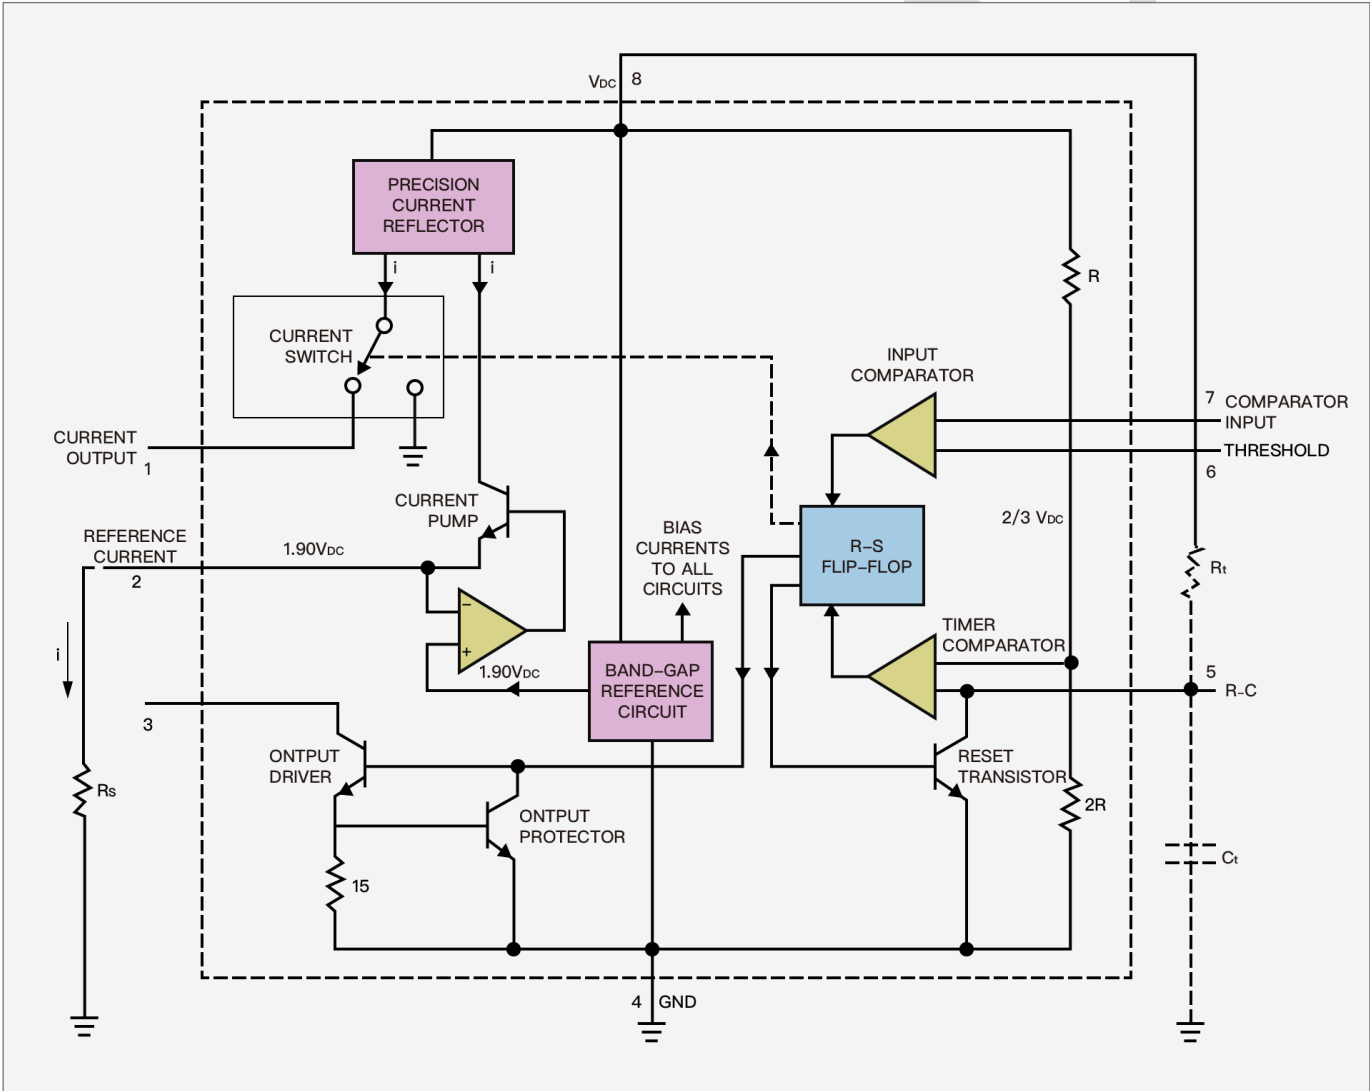 VDC 8
PRECISION
CURRENT
REFLECTOR
i
i
R
CURRENT
SWITCH
INPUT
COMPARATOR
7 COMPARATOR
INPUT
CURRENT
OUTPUT
1
THRESHOLD
6
CURRENT
PUMP
2/3 VDC
BIAS
CURRENTS
TO ALL
CIRCUITS
R-S
FLIP-FLOP
REFERENCE
CURRENT
2
1.90VDC
Rt
−
+
i
TIMER
COMPARATOR
1.90VDC
BAND-GAP
REFERENCE
CIRCUIT
5
R-C
3
ONTPUT
DRIVER
RESET
TRANSISTOR
Rs
2R
ONTPUT
PROTECTOR
15
Ct
4 GND